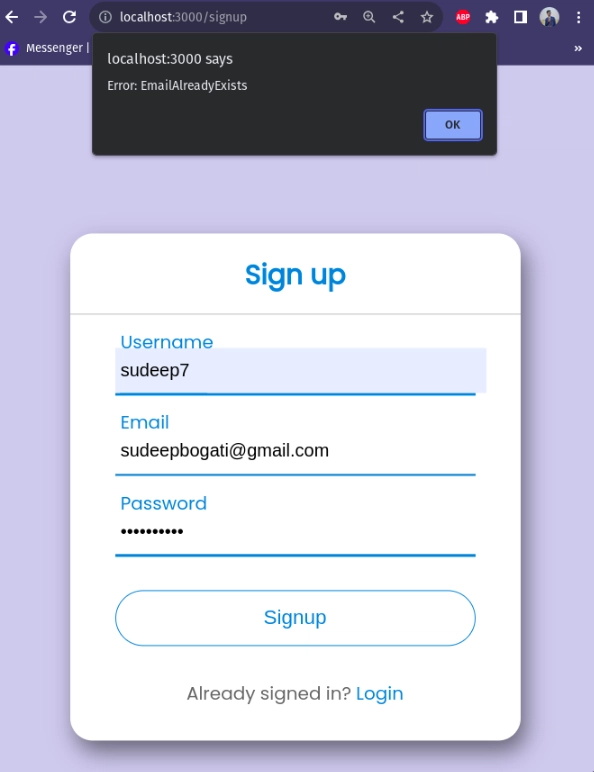 localhost:3000/signup
ABP
Messenger |
»
localhost:3000 says
Error: EmailAlreadyExists
OK
Sign up
Username
sudeep7
Email
sudeepbogati@gmail.com
Password
••••••••••
Signup
Already signed in? Login